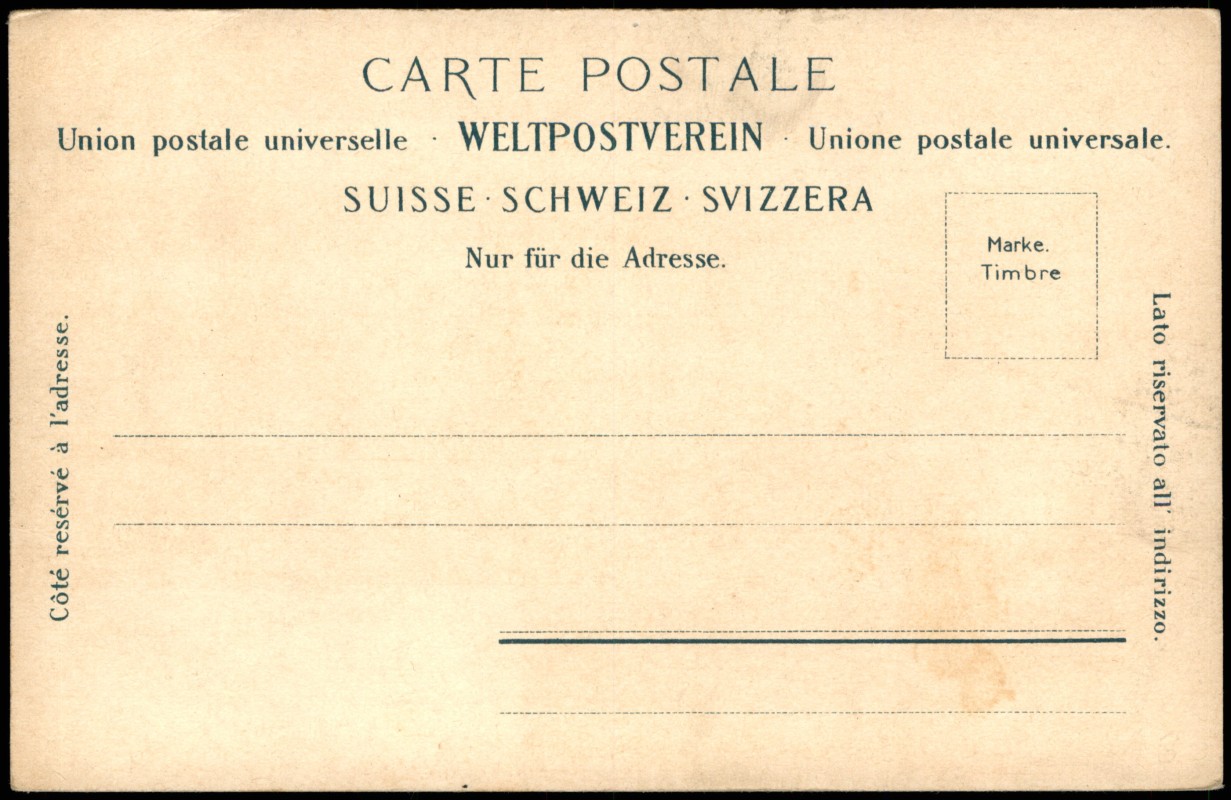 CARTE POSTALE
Union postale universelle · WELTPOSTVEREIN · Unione postale universale.
SUISSE · SCHWEIZ · SVIZZERA
Nur für die Adresse.
Marke.
Timbre
Côté resérvé à l'adresse.
Lato riservato all' indirizzo.